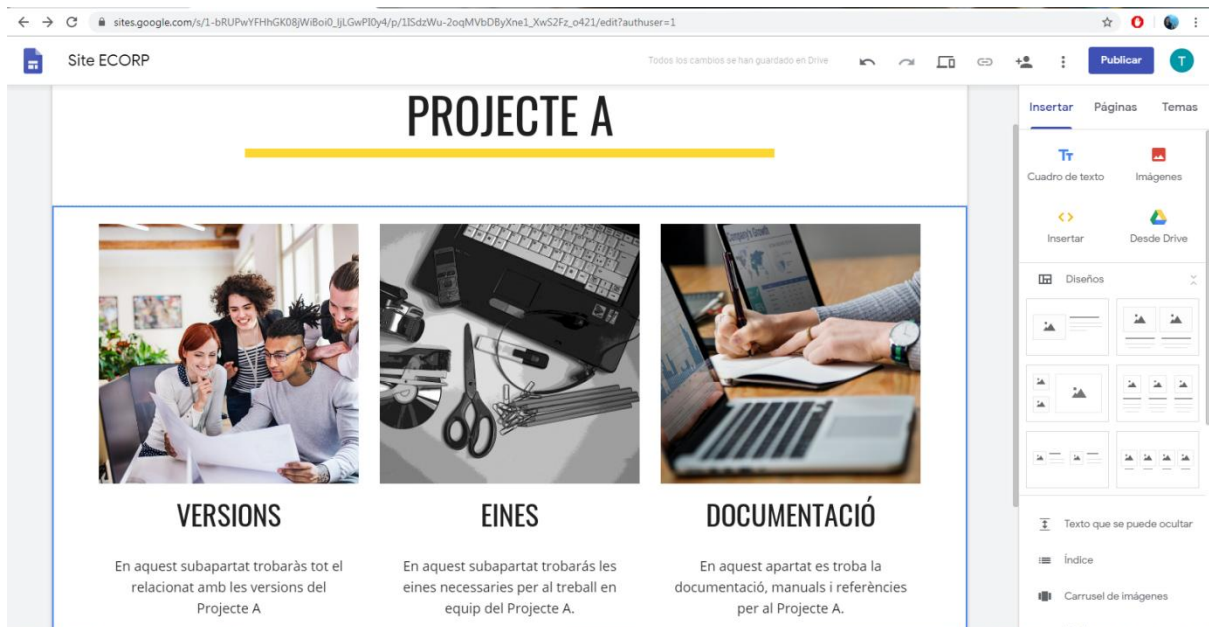 sites.google.com/s/1-bRUPwYFHhGK08jWiBoi0_ljLGwPI0y4/p/1ISdzWu-2oqMVbDByXne1_XwS2Fz_o421/edit?authuser=1
Site ECORP
Todos los cambios se han guardado en Drive
Publicar
T
PROJECTE A
Insertar Páginas Temas
Cuadro de texto Imágenes
Insertar Desde Drive
Diseños
Company's Growth
VERSIONS
En aquest subapartat trobaràs tot el
relacionat amb les versions del
Projecte A
EINES
En aquest subapartat trobarás les
eines necessaries per al treball en
equip del Projecte A.
DOCUMENTACIÓ
En aquest apartat es troba la
documentació, manuals i referències
per al Projecte A.
Texto que se puede ocultar
Índice
Carrusel de imágenes